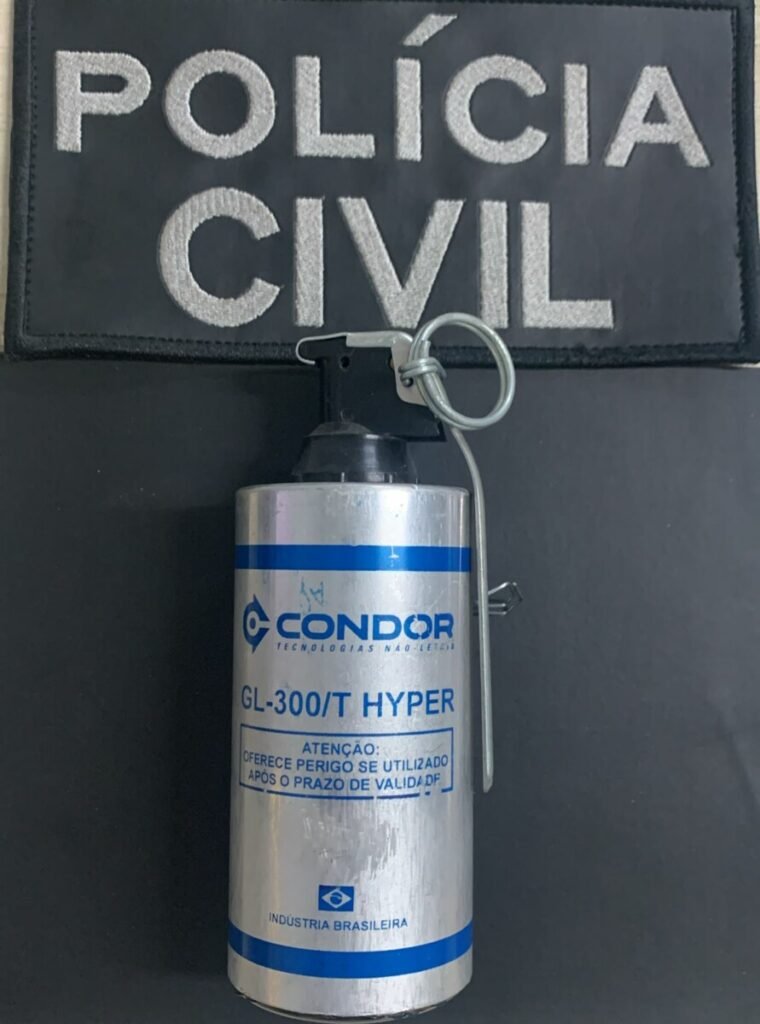 POLÍCIA
CIVIL
CONDOR
TECNOLOGIAS NÃO-LETAIS
GL-300/T HYPER
ATENÇÃO:
OFERECE PERIGO SE UTILIZADO
APÓS O PRAZO DE VALIDADE
INDÚSTRIA BRASILEIRA